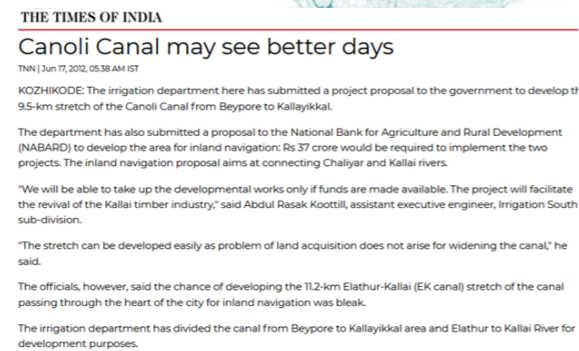 THE TIMES OF INDIA
Canoli Canal may see better days
TNN | Jun 17, 2012, 05.38 AM IST
KOZHIKODE: The irrigation department here has submitted a project proposal to the government to develop
9.5-km stretch of the Canoli Canal from Beypore to Kallayikkal.
The department has also submitted a proposal to the National Bank for Agriculture and Rural Development
(NABARD) to develop the area for inland navigation: Rs 37 crore would be required to implement the two
projects. The inland navigation proposal aims at connecting Chaliyar and Kallai rivers.
"We will be able to take up the developmental works only if funds are made available. The project will facilitate
the revival of the Kallai timber industry," said Abdul Rasak Koottill, assistant executive engineer, Irrigation South
sub-division.
"The stretch can be developed easily as problem of land acquisition does not arise for widening the canal," he
said.
The officials, however, said the chance of developing the 11.2-km Elathur-Kallai (EK canal) stretch of the canal
passing through the heart of the city for inland navigation was bleak.
The irrigation department has divided the canal from Beypore to Kallayikkal area and Elathur to Kallai River for
development purposes.